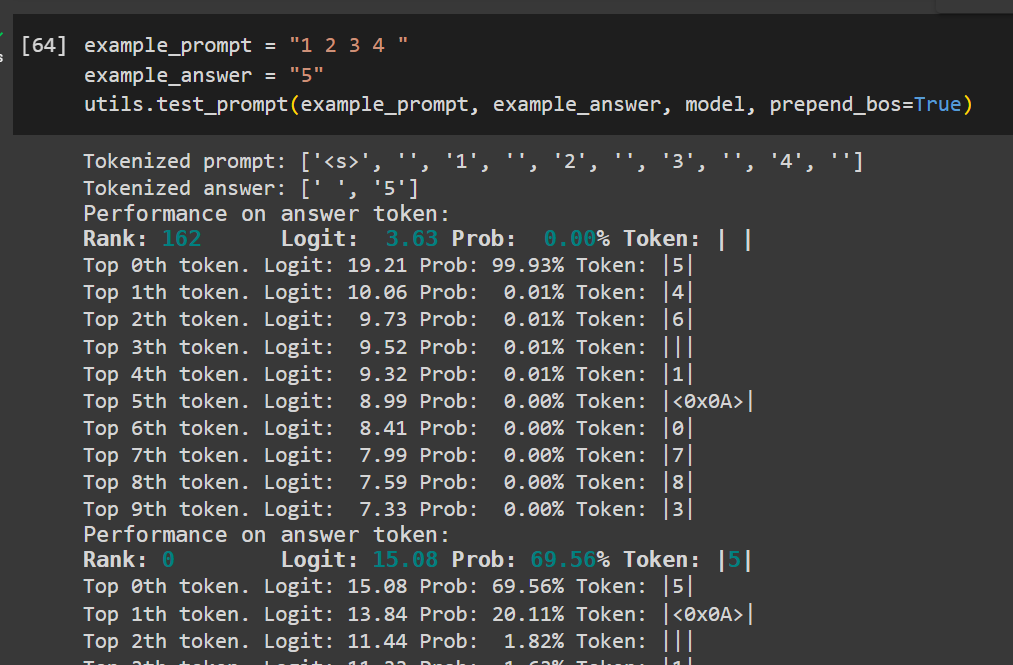 [64] example_prompt = "1 2 3 4 "
example_answer = "5"
utils.test_prompt(example_prompt, example_answer, model, prepend_bos=True)
Tokenized prompt: ['<s>', '', '1', '', '2', '', '3', '', '4', '']
Tokenized answer: [' ', '5']
Performance on answer token:
Rank: 162      Logit:  3.63 Prob:  0.00% Token: | |
Top 0th token. Logit: 19.21 Prob: 99.93% Token: |5|
Top 1th token. Logit: 10.06 Prob:  0.01% Token: |4|
Top 2th token. Logit:  9.73 Prob:  0.01% Token: |6|
Top 3th token. Logit:  9.52 Prob:  0.01% Token: |||
Top 4th token. Logit:  9.32 Prob:  0.01% Token: |1|
Top 5th token. Logit:  8.99 Prob:  0.00% Token: |<0x0A>|
Top 6th token. Logit:  8.41 Prob:  0.00% Token: |0|
Top 7th token. Logit:  7.99 Prob:  0.00% Token: |7|
Top 8th token. Logit:  7.59 Prob:  0.00% Token: |8|
Top 9th token. Logit:  7.33 Prob:  0.00% Token: |3|
Performance on answer token:
Rank: 0        Logit: 15.08 Prob: 69.56% Token: |5|
Top 0th token. Logit: 15.08 Prob: 69.56% Token: |5|
Top 1th token. Logit: 13.84 Prob: 20.11% Token: |<0x0A>|
Top 2th token. Logit: 11.44 Prob:  1.82% Token: |||